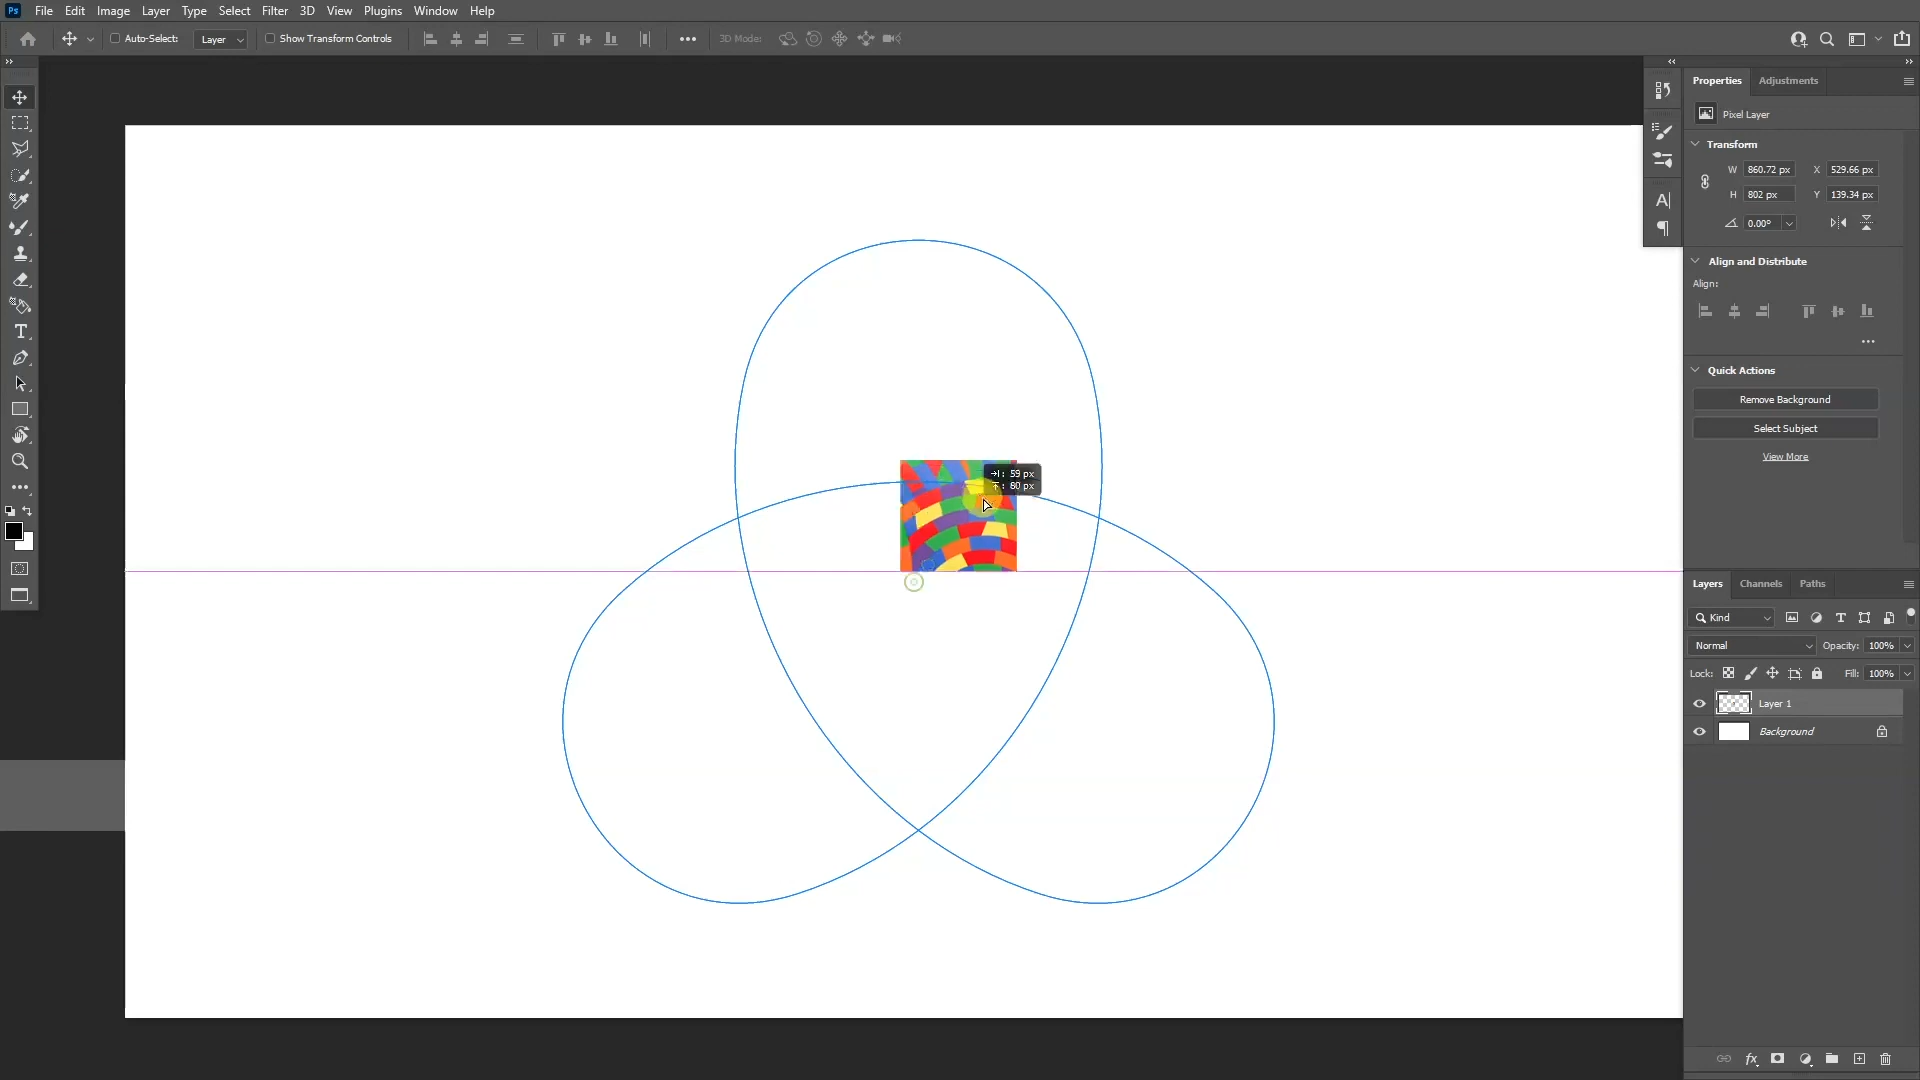 Ps File Edit Image Layer Type Select Filter 3D View Plugins Window Help
Auto-Select: Layer Show Transform Controls 3D Mode:
Properties Adjustments
Pixel Layer
Transform
W 860.72 px X 529.66 px
H 802 px Y 139.34 px
0.00°
Align and Distribute
Align:
Quick Actions
Remove Background
Select Subject
View More
: 59 px
: 60 px
Layers Channels Paths
Kind
Normal Opacity: 100%
Lock: Fill: 100%
Layer 1
Background